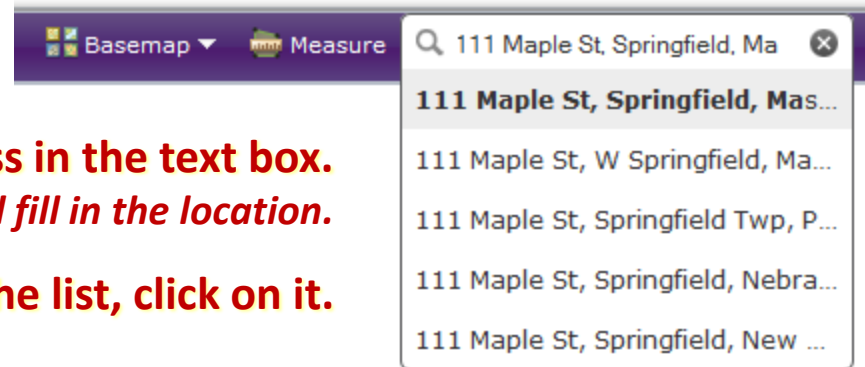 Basemap Measure 111 Maple St, Springfield, Ma
111 Maple St, Springfield, Mas...
111 Maple St, W Springfield, Ma...
111 Maple St, Springfield Twp, P...
111 Maple St, Springfield, Nebra...
111 Maple St, Springfield, New ...
s in the text box.
fill in the location.
e list, click on it.